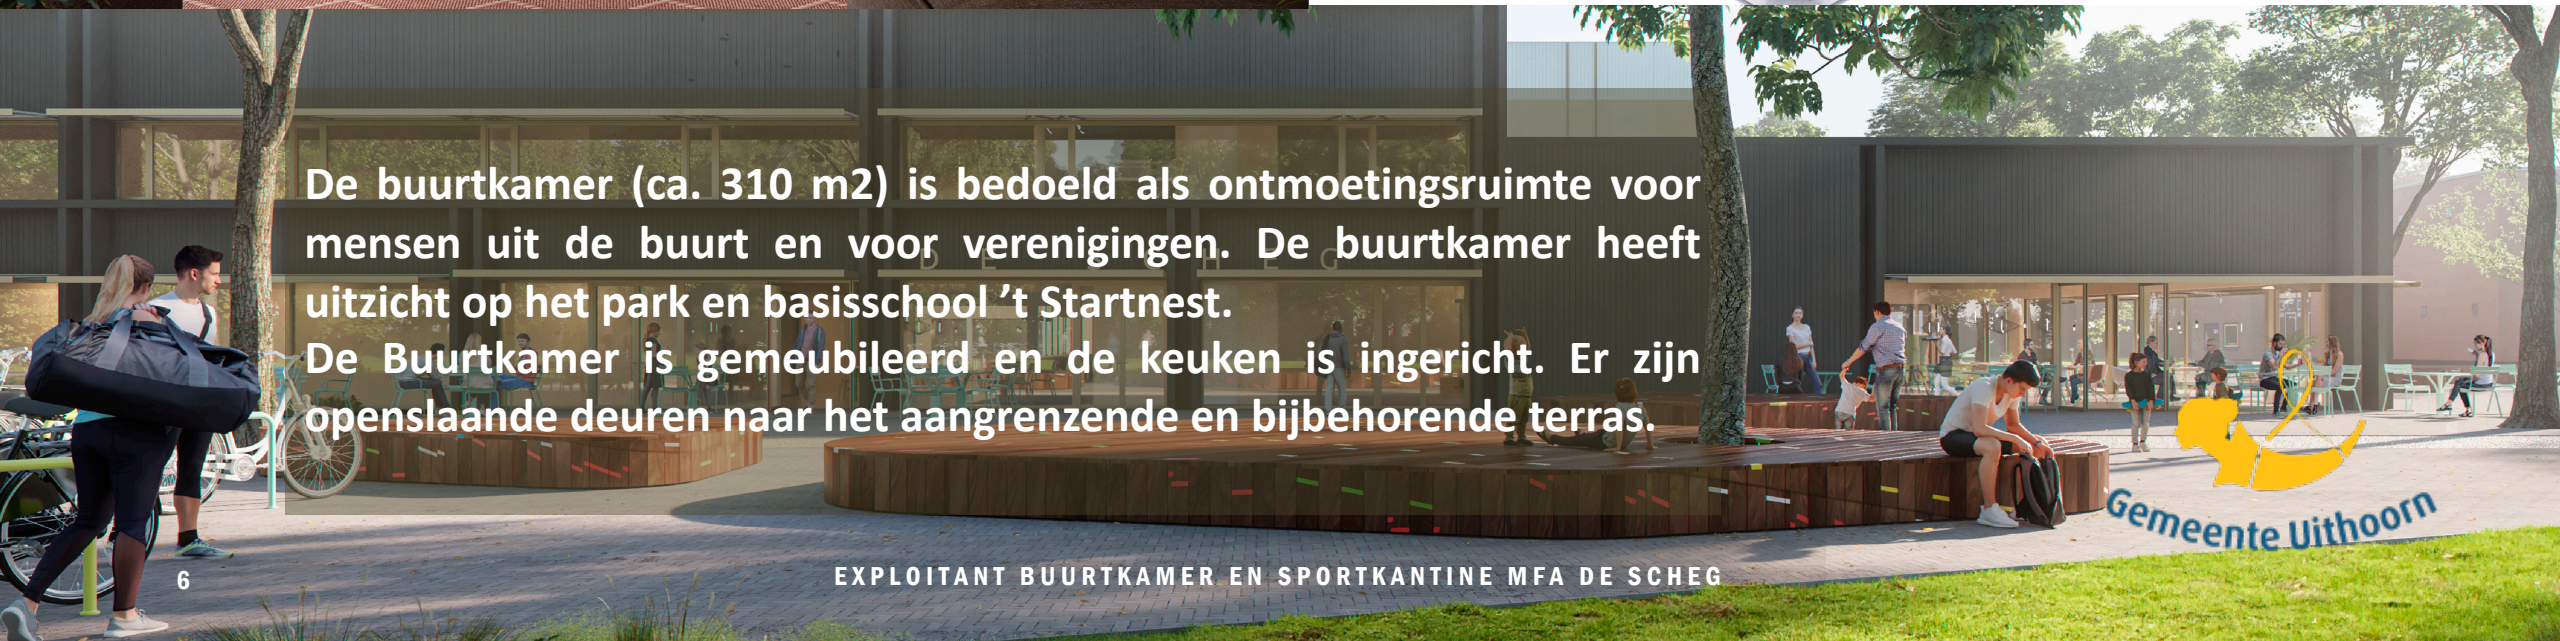 De buurtkamer (ca. 310 m2) is bedoeld als ontmoetingsruimte voor
mensen uit de buurt en voor verenigingen. De buurtkamer heeft
uitzicht op het park en basisschool ’t Startnest.
De Buurtkamer is gemeubileerd en de keuken is ingericht. Er zijn
openslaande deuren naar het aangrenzende en bijbehorende terras.
DE SCHEG
Gemeente Uithoorn
6
EXPLOITANT BUURTKAMER EN SPORTKANTINE MFA DE SCHEG